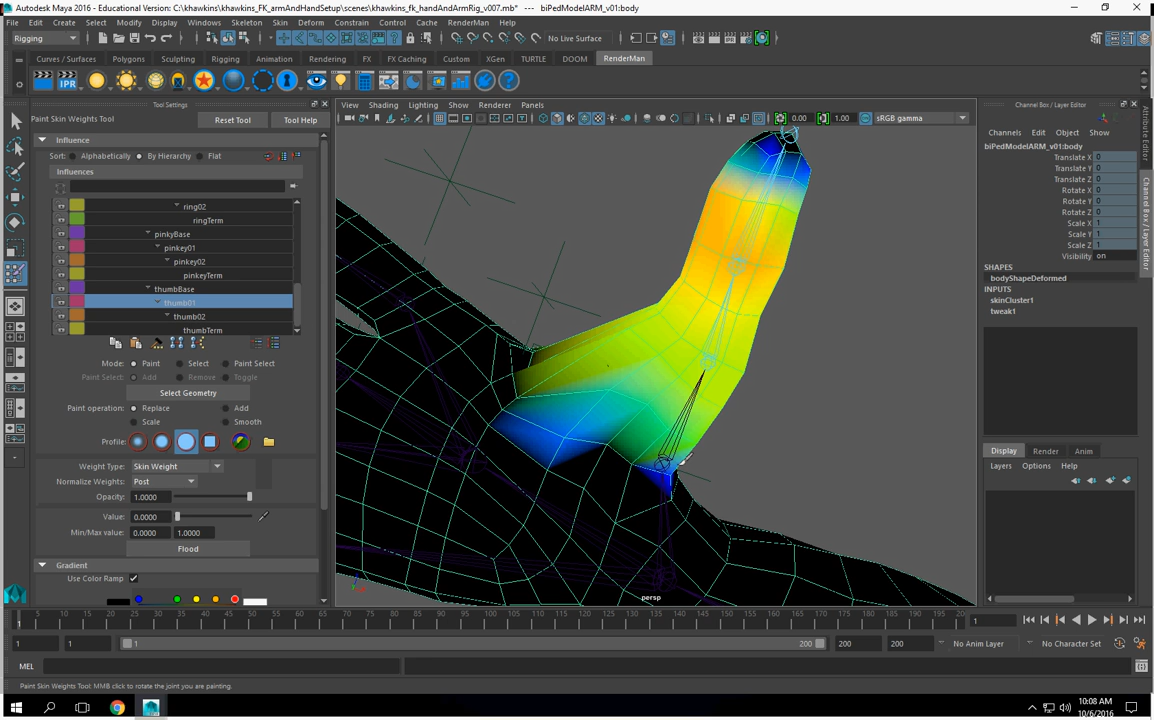 Autodesk Maya 2016 - Educational Version: C:\khawkins_FK_armAndHandSetup\scenes\khawkins_fk_handAndArmRig_v007.mb* --- biPedModelARM_v01:body
File Edit Create Select Modify Display Windows Skeleton Skin Deform Constrain Control Cache RenderMan Help
Rigging No Live Surface
Curves / Surfaces Polygons Sculpting Rigging Animation Rendering FX FX Caching Custom XGen TURTLE DOOM RenderMan
IPR
Tool Settings
Paint Skin Weights Tool Reset Tool Tool Help
Influence
Sort: Alphabetically By Hierarchy Flat
Influences
ring02
ringTerm
pinkyBase
pinkey01
pinkey02
pinkeyTerm
thumbBase
thumb01
thumb02
thumbTerm
Mode: Paint Select Paint Select
Paint Select: Add Remove Toggle
Select Geometry
Paint operation: Replace Add
Scale Smooth
Profile:
Weight Type: Skin Weight
Normalize Weights: Post
Opacity: 1.0000
Value: 0.0000
Min/Max value: 0.0000 1.0000
Flood
Gradient
Use Color Ramp
View Shading Lighting Show Renderer Panels
0.00 1.00 sRGB gamma
persp
Channel Box / Layer Editor
Channels Edit Object Show
biPedModelARM_v01:body
Translate X 0
Translate Y 0
Translate Z 0
Rotate X 0
Rotate Y 0
Rotate Z 0
Scale X 1
Scale Y 1
Scale Z 1
Visibility on
SHAPES
bodyShapeDeformed
INPUTS
skinCluster1
tweak1
Display Render Anim
Layers Options Help
Attribute Editor
Channel Box / Layer Editor
5 10 15 20 25 30 35 40 45 50 55 60 65 70 75 80 85 90 95 100 105 110 115 120 125 130 135 140 145 150 155 160 165 170 175 180 185 190 195 200
1
1 1 1 200 200 200 No Anim Layer No Character Set
MEL
Paint Skin Weights Tool: MMB click to rotate the joint you are painting.
10:08 AM
10/6/2016